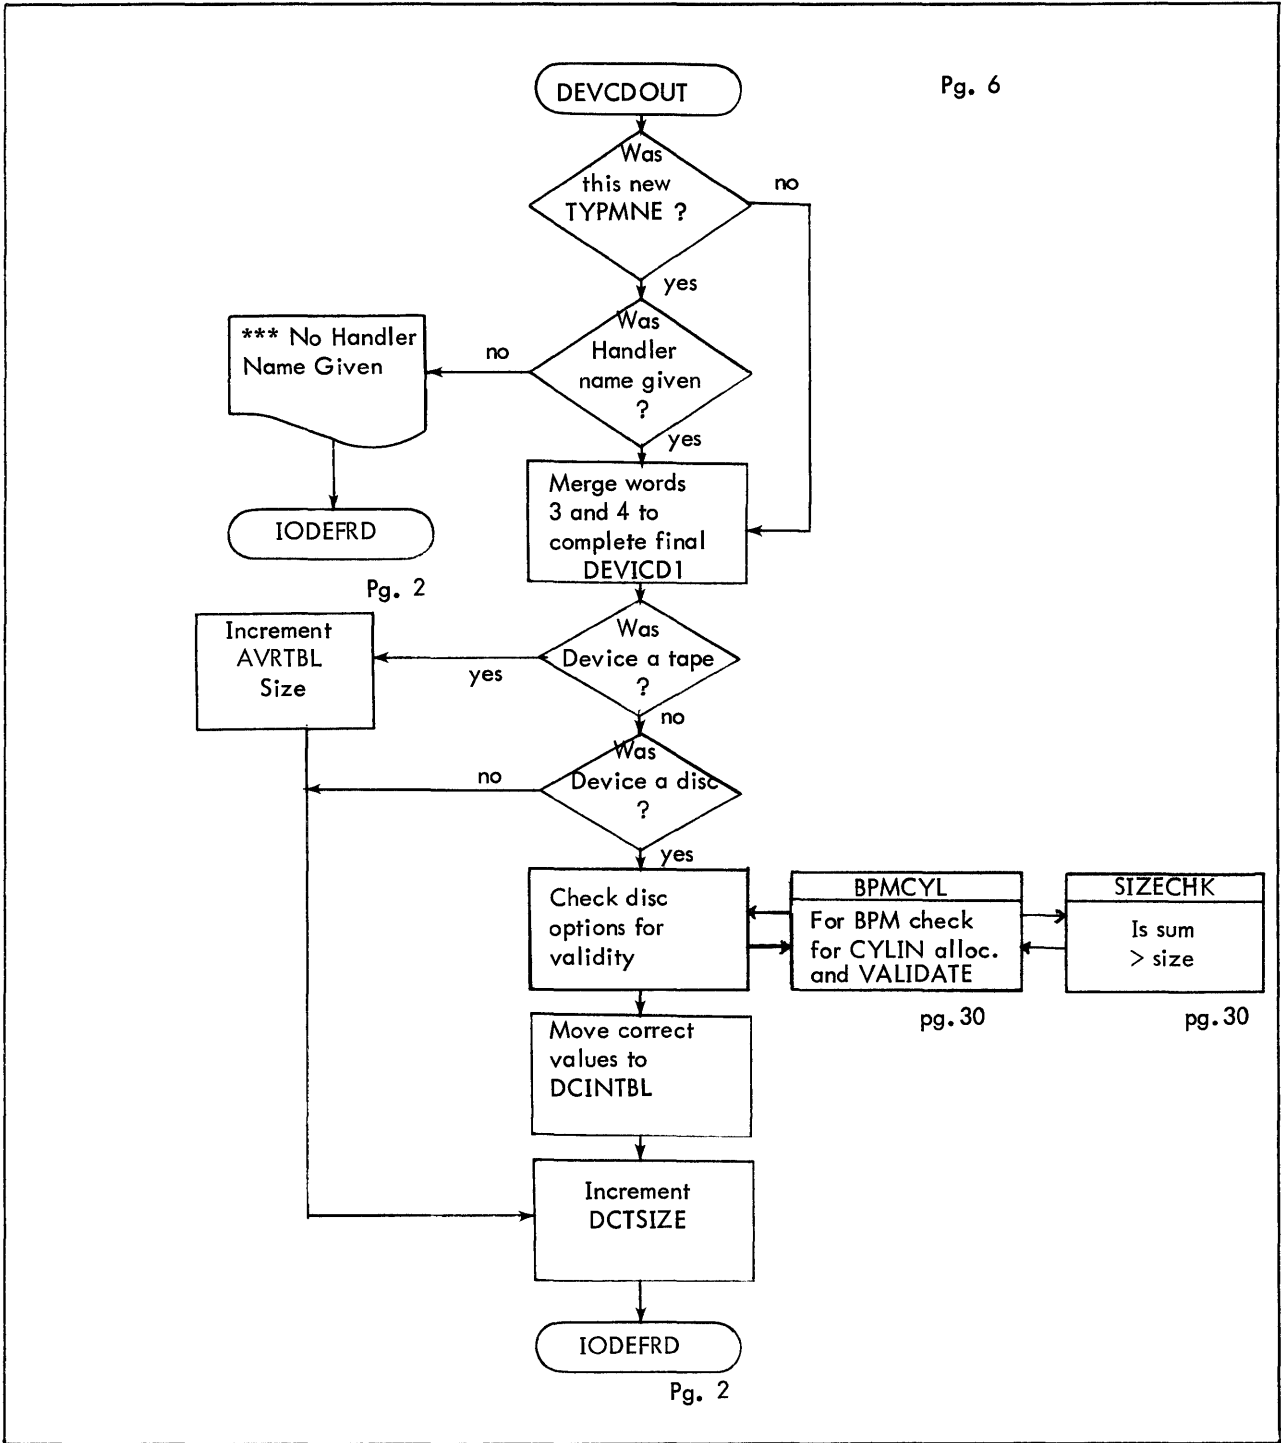 DEVCDOUT
Pg. 6
Was
this new
TYPMNE ?
no
yes
Was
Handler
name given
?
no
*** No Handler
Name Given
yes
IODEFRD
Pg. 2
Merge words
3 and 4 to
complete final
DEVICD1
Was
Device a tape
?
yes
Increment
AVRTBL
Size
no
Was
Device a disc
?
no
yes
Check disc
options for
validity
BPMCYL
For BPM check
for CYLIN alloc.
and VALIDATE
pg. 30
SIZECHK
Is sum
> size
pg. 30
Move correct
values to
DCINTBL
Increment
DCTSIZE
IODEFRD
Pg. 2